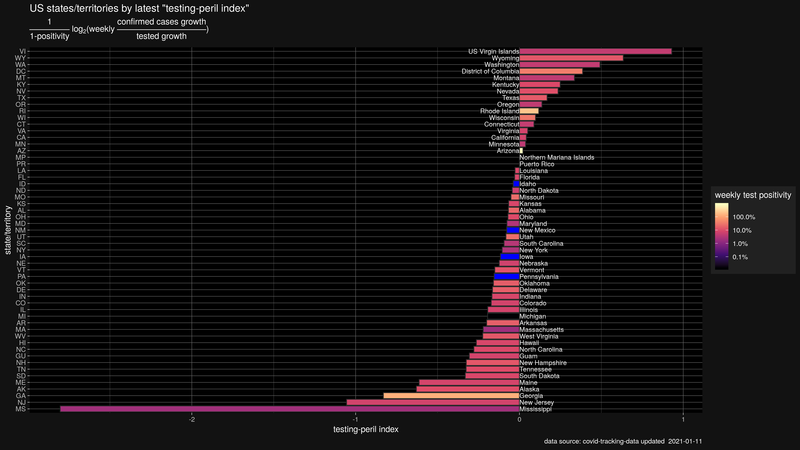 US states/territories by latest "testing-peril index"
1 confirmed cases growth
1-positivity log2(weekly tested growth)
VI US Virgin Islands
WY Wyoming
WA Washington
DC District of Columbia
MT Montana
KY Kentucky
NV Nevada
TX Texas
OR Oregon
RI Rhode Island
WI Wisconsin
CT Connecticut
VA Virginia
CA California
MN Minnesota
AZ Arizona
MP Northern Mariana Islands
PR Puerto Rico
LA Louisiana
FL Florida
ID Idaho
ND North Dakota
MO Missouri
KS Kansas
AL Alabama
OH Ohio
MD Maryland
NM New Mexico
UT Utah
SC South Carolina
NY New York
IA Iowa
NE Nebraska
VT Vermont
PA Pennsylvania
OK Oklahoma
DE Delaware
IN Indiana
CO Colorado
IL Illinois
MI Michigan
AR Arkansas
MA Massachusetts
WV West Virginia
HI Hawaii
NC North Carolina
GU Guam
NH New Hampshire
TN Tennessee
SD South Dakota
ME Maine
AK Alaska
GA Georgia
NJ New Jersey
MS Mississippi
state/territory
-2 -1 0 1
testing-peril index
weekly test positivity
100.0%
10.0%
1.0%
0.1%
data source: covid-tracking-data updated 2021-01-11